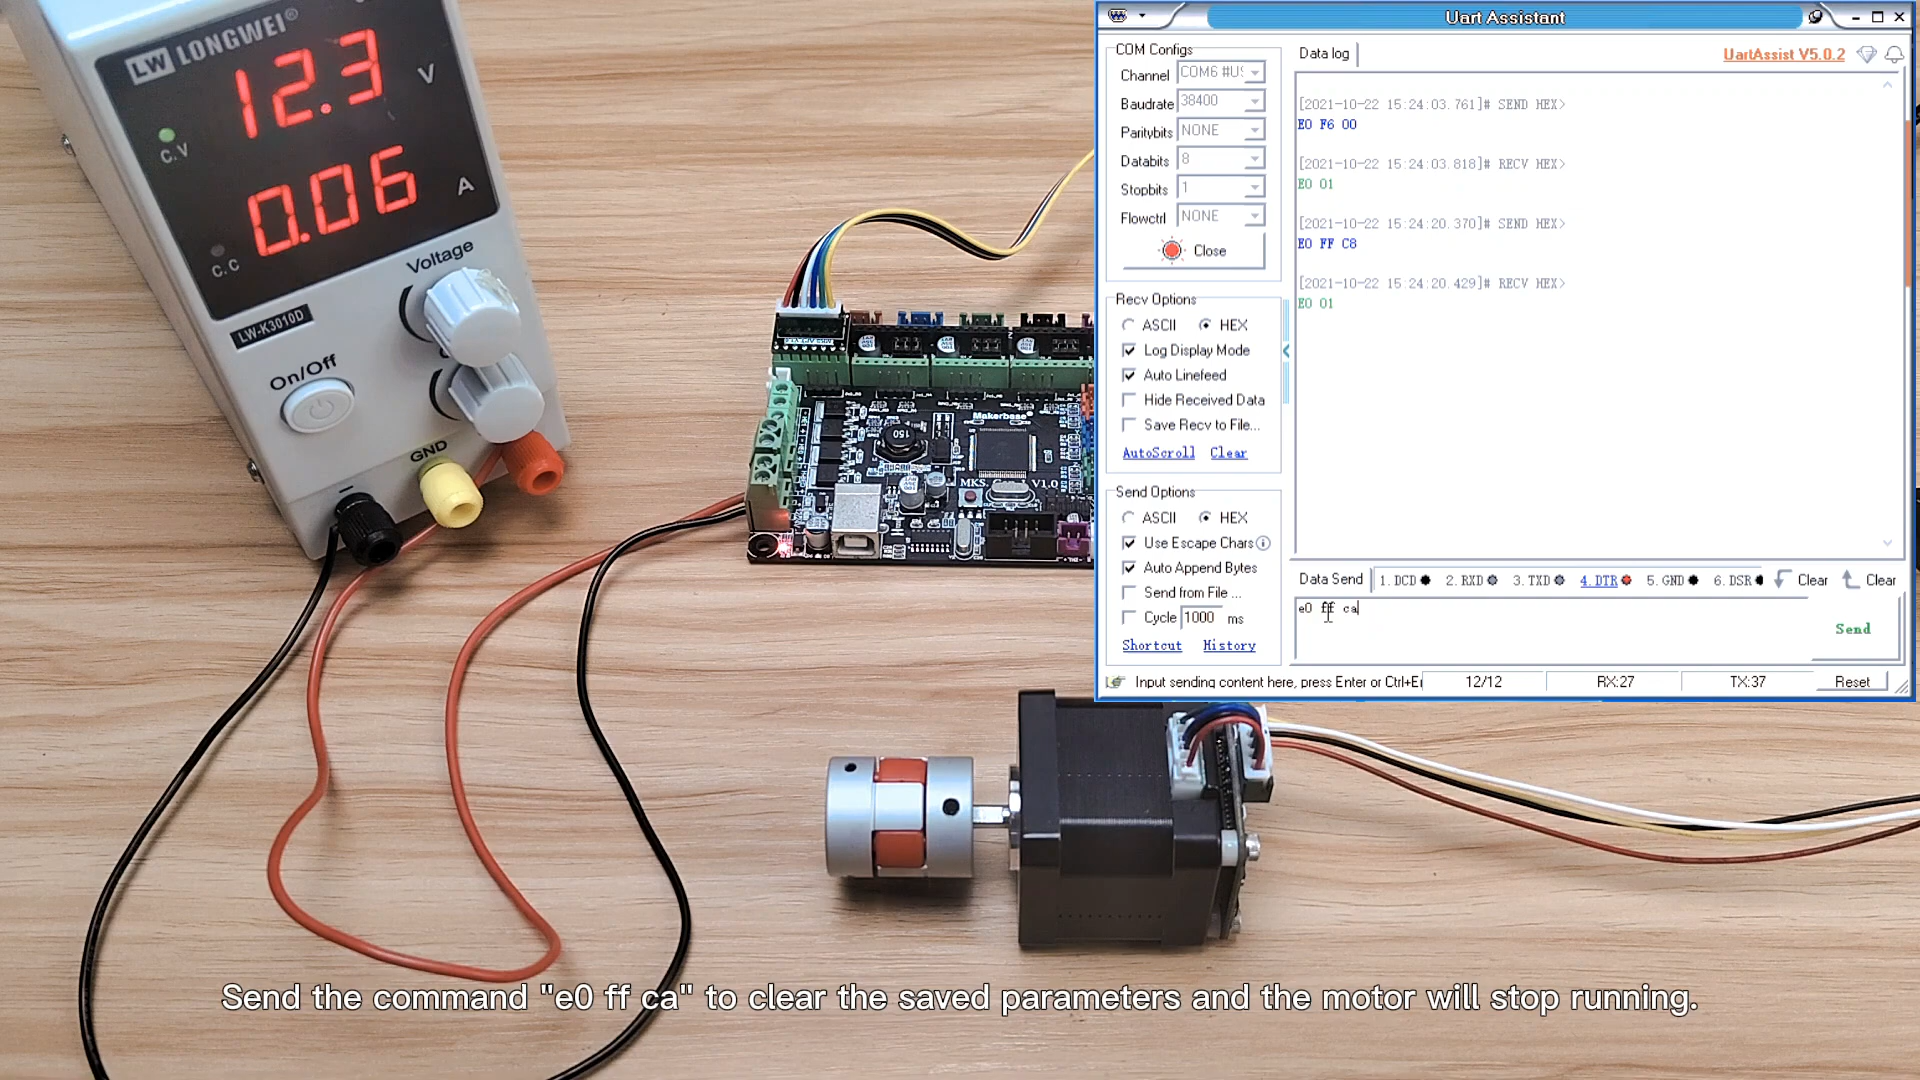 LW LONGWEI®
12.3 V
C.V
0.06 A
C.C
Voltage
LW-K3010D
On/Off
GND
Makerbase
150
MKS
V1.0
Uart Assistant
COM Configs
Channel COM6 #US
Baudrate 38400
Paritybits NONE
Databits 8
Stopbits 1
Flowctrl NONE
Close
Recv Options
ASCII HEX
Log Display Mode
Auto Linefeed
Hide Received Data
Save Recv to File...
AutoScroll Clear
Send Options
ASCII HEX
Use Escape Chars
Auto Append Bytes
Send from File ...
Cycle 1000 ms
Shortcut History
Data log
UartAssist V5.0.2
[2021-10-22 15:24:03.761]# SEND HEX>
E0 F6 00
[2021-10-22 15:24:03.818]# RECV HEX>
E0 01
[2021-10-22 15:24:20.370]# SEND HEX>
E0 FF C8
[2021-10-22 15:24:20.429]# RECV HEX>
E0 01
Data Send 1.DCD 2.RXD 3.TXD 4.DTR 5.GND 6.DSR Clear Clear
e0 ff ca
Send
Input sending content here, press Enter or Ctrl+En 12/12 RX:27 TX:37 Reset
Send the command "e0 ff ca" to clear the saved parameters and the motor will stop running.